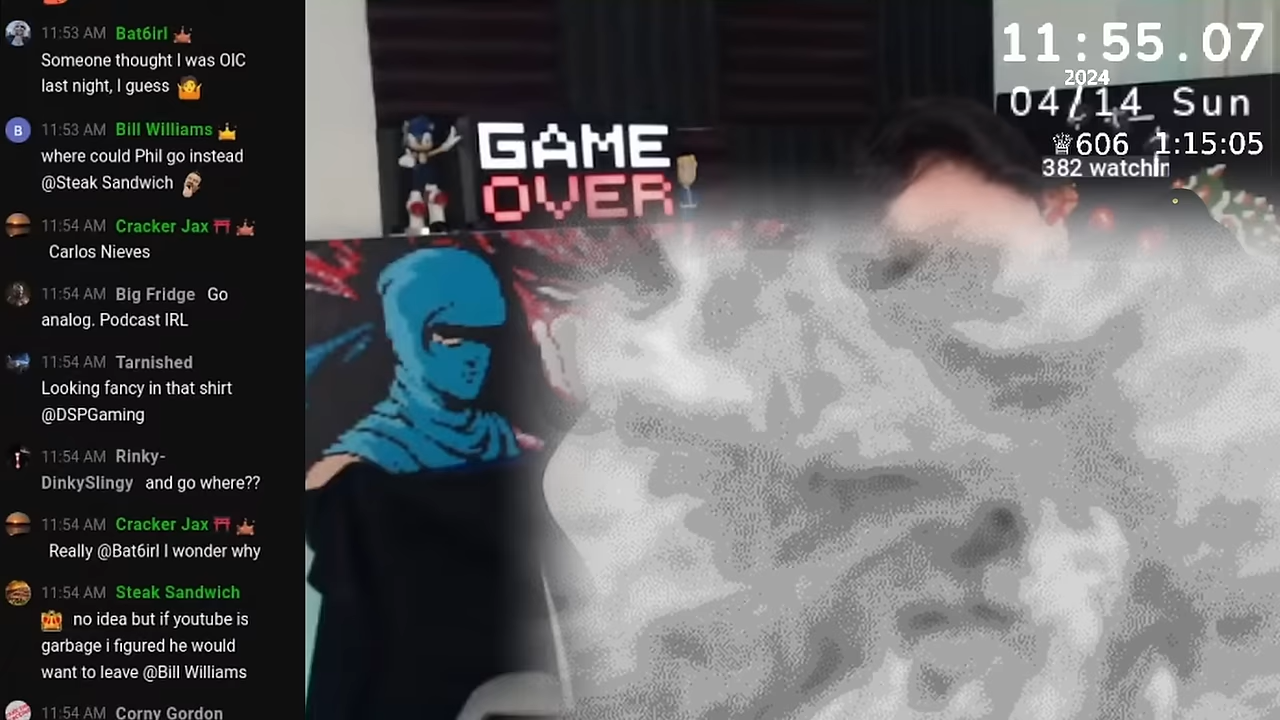 11:53 AM Bat6irl
Someone thought I was OIC
last night, I guess
11:53 AM Bill Williams
where could Phil go instead
@Steak Sandwich
11:54 AM Cracker Jax
Carlos Nieves
11:54 AM Big Fridge Go
analog. Podcast IRL
11:54 AM Tarnished
Looking fancy in that shirt
@DSPGaming
11:54 AM Rinky-
DinkySlingy and go where??
11:54 AM Cracker Jax
Really @Bat6irl I wonder why
11:54 AM Steak Sandwich
no idea but if youtube is
garbage i figured he would
want to leave @Bill Williams
11:54 AM Corny Gordon
B
GAME
OVER
11:55.07
2024
04/14 Sun
606 1:15:05
382 watchin